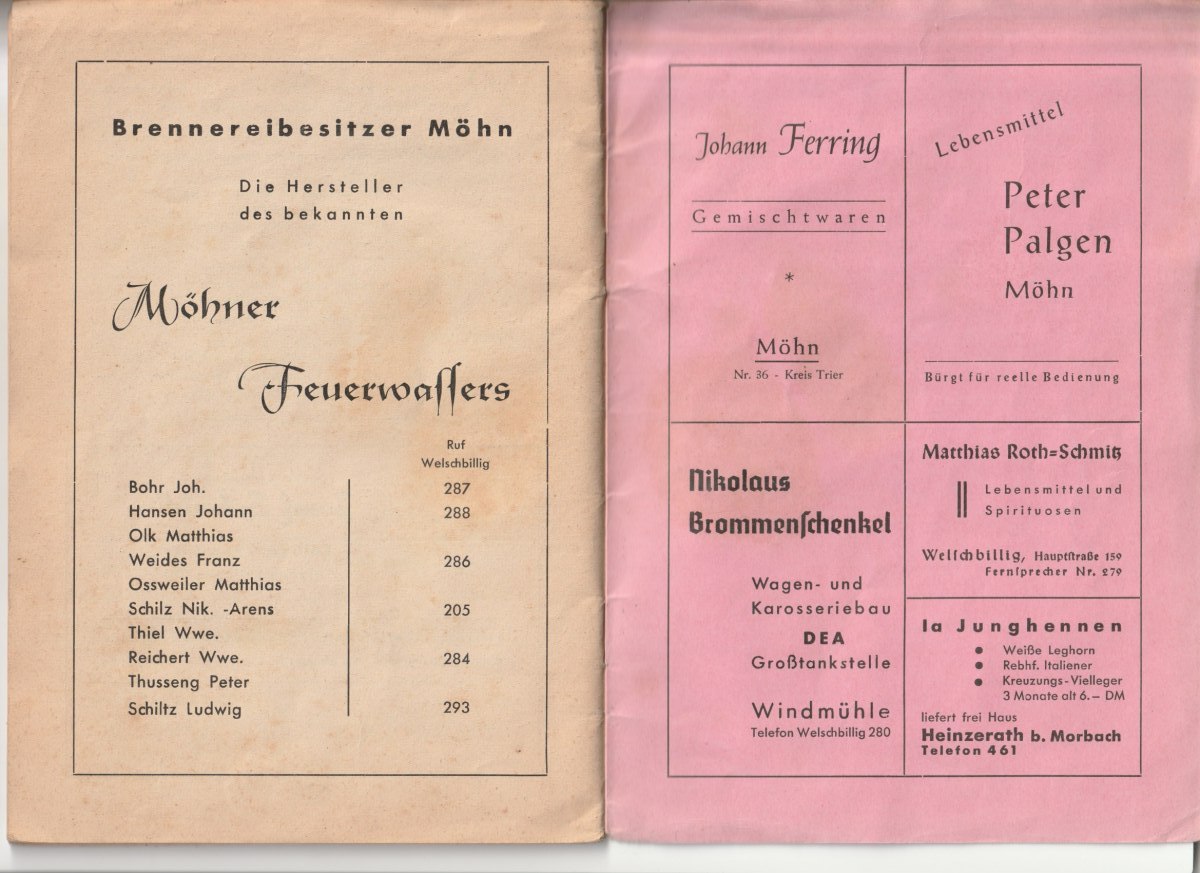 Brennereibesitzer Möhn
Die Hersteller
des bekannten
Möhner
Feuerwaſſers
Ruf
Welschbillig
Bohr Joh. 287
Hansen Johann 288
Olk Matthias
Weides Franz 286
Ossweiler Matthias
Schilz Nik. -Arens 205
Thiel Wwe.
Reichert Wwe. 284
Thusseng Peter
Schiltz Ludwig 293
Johann Ferring
Gemischtwaren
*
Möhn
Nr. 36 - Kreis Trier
Lebensmittel
Peter
Palgen
Möhn
Bürgt für reelle Bedienung
Nikolaus
Brommenſchenkel
Wagen- und
Karosseriebau
DEA
Großtankstelle
Windmühle
Telefon Welschbillig 280
Matthias Roth=Schmitz
Lebensmittel und
Spirituosen
Welſchbillig, Hauptſtraße 159
Fernſprecher Nr. 279
Ia Junghennen
● Weiße Leghorn
● Rebhf. Italiener
● Kreuzungs-Vielleger
3 Monate alt 6.— DM
liefert frei Haus
Heinzerath b. Morbach
Telefon 461